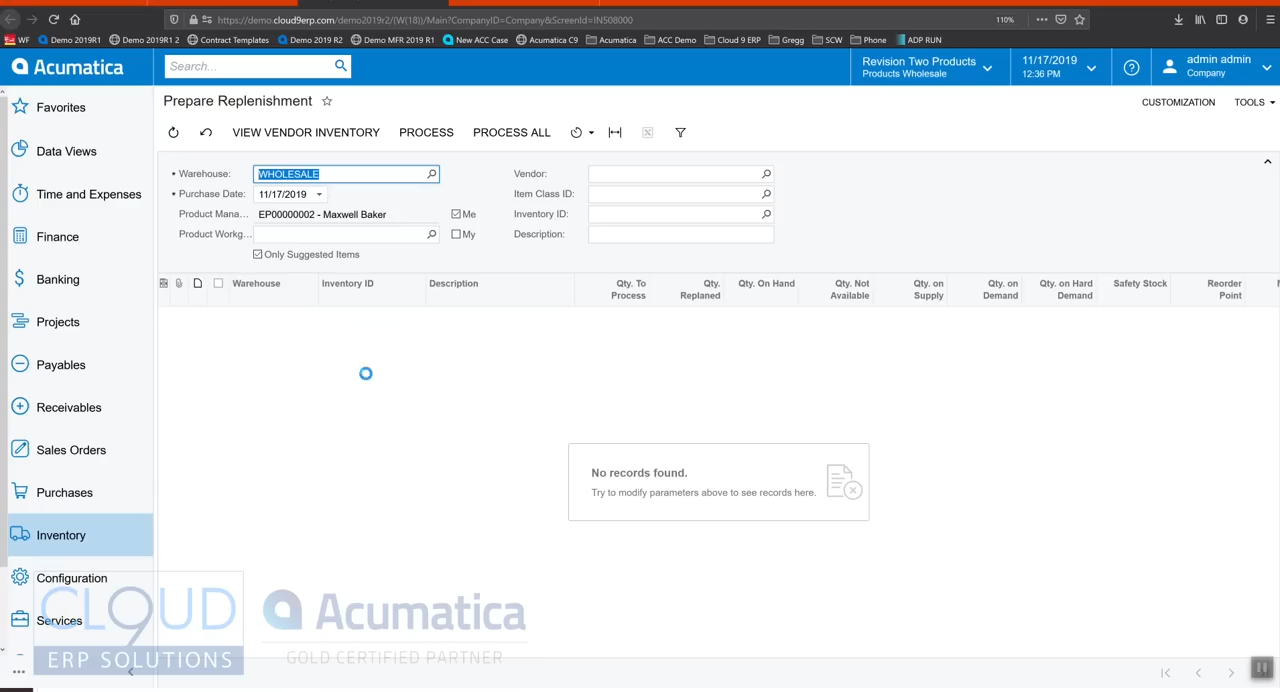 https://demo.cloud9erp.com/demo2019r2/(W(18))/Main?CompanyID=Company&ScreenId=IN508000
110%
WF
Demo 2019R1
Demo 2019R1 2
Contract Templates
Demo 2019 R2
Demo MFR 2019 R1
New ACC Case
Acumatica C9
Acumatica
ACC Demo
Cloud 9 ERP
Gregg
SCW
Phone
ADP RUN
Acumatica
Search...
Revision Two Products
Products Wholesale
11/17/2019
12:36 PM
admin admin
Company
Favorites
Data Views
Time and Expenses
Finance
Banking
Projects
Payables
Receivables
Sales Orders
Purchases
Inventory
Configuration
Services
Prepare Replenishment
CUSTOMIZATION
TOOLS
VIEW VENDOR INVENTORY
PROCESS
PROCESS ALL
Warehouse:
WHOLESALE
Purchase Date:
11/17/2019
Product Mana...
EP00000002 - Maxwell Baker
Me
Product Workg...
My
Only Suggested Items
Vendor:
Item Class ID:
Inventory ID:
Description:
Warehouse
Inventory ID
Description
Qty. To
Process
Qty.
Replaned
Qty. On Hand
Qty. Not
Available
Qty. on
Supply
Qty. on
Demand
Qty. on Hard
Demand
Safety Stock
Reorder
Point
No records found.
Try to modify parameters above to see records here.
CLOUD
9
ERP SOLUTIONS
Acumatica
GOLD CERTIFIED PARTNER